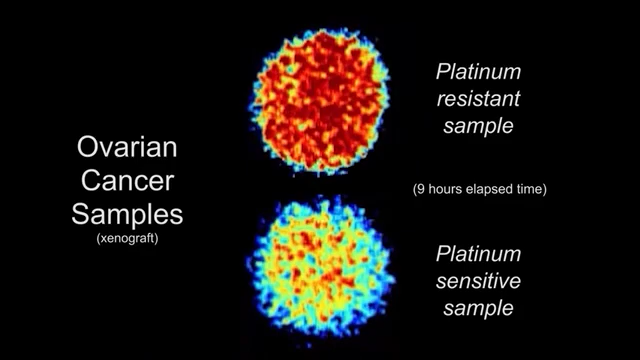 Ovarian
Cancer
Samples
(xenograft)
Platinum
resistant
sample
(9 hours elapsed time)
Platinum
sensitive
sample